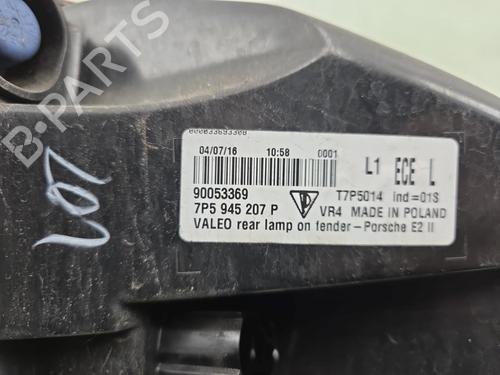 B-PARTS
000033693300
04/07/16 10:58 0001
L1 ECE L
90053369
T7P5014 ind=01S
7P5 945 207 P
VR4 MADE IN POLAND
VALEO rear lamp on fender-Porsche E2 II